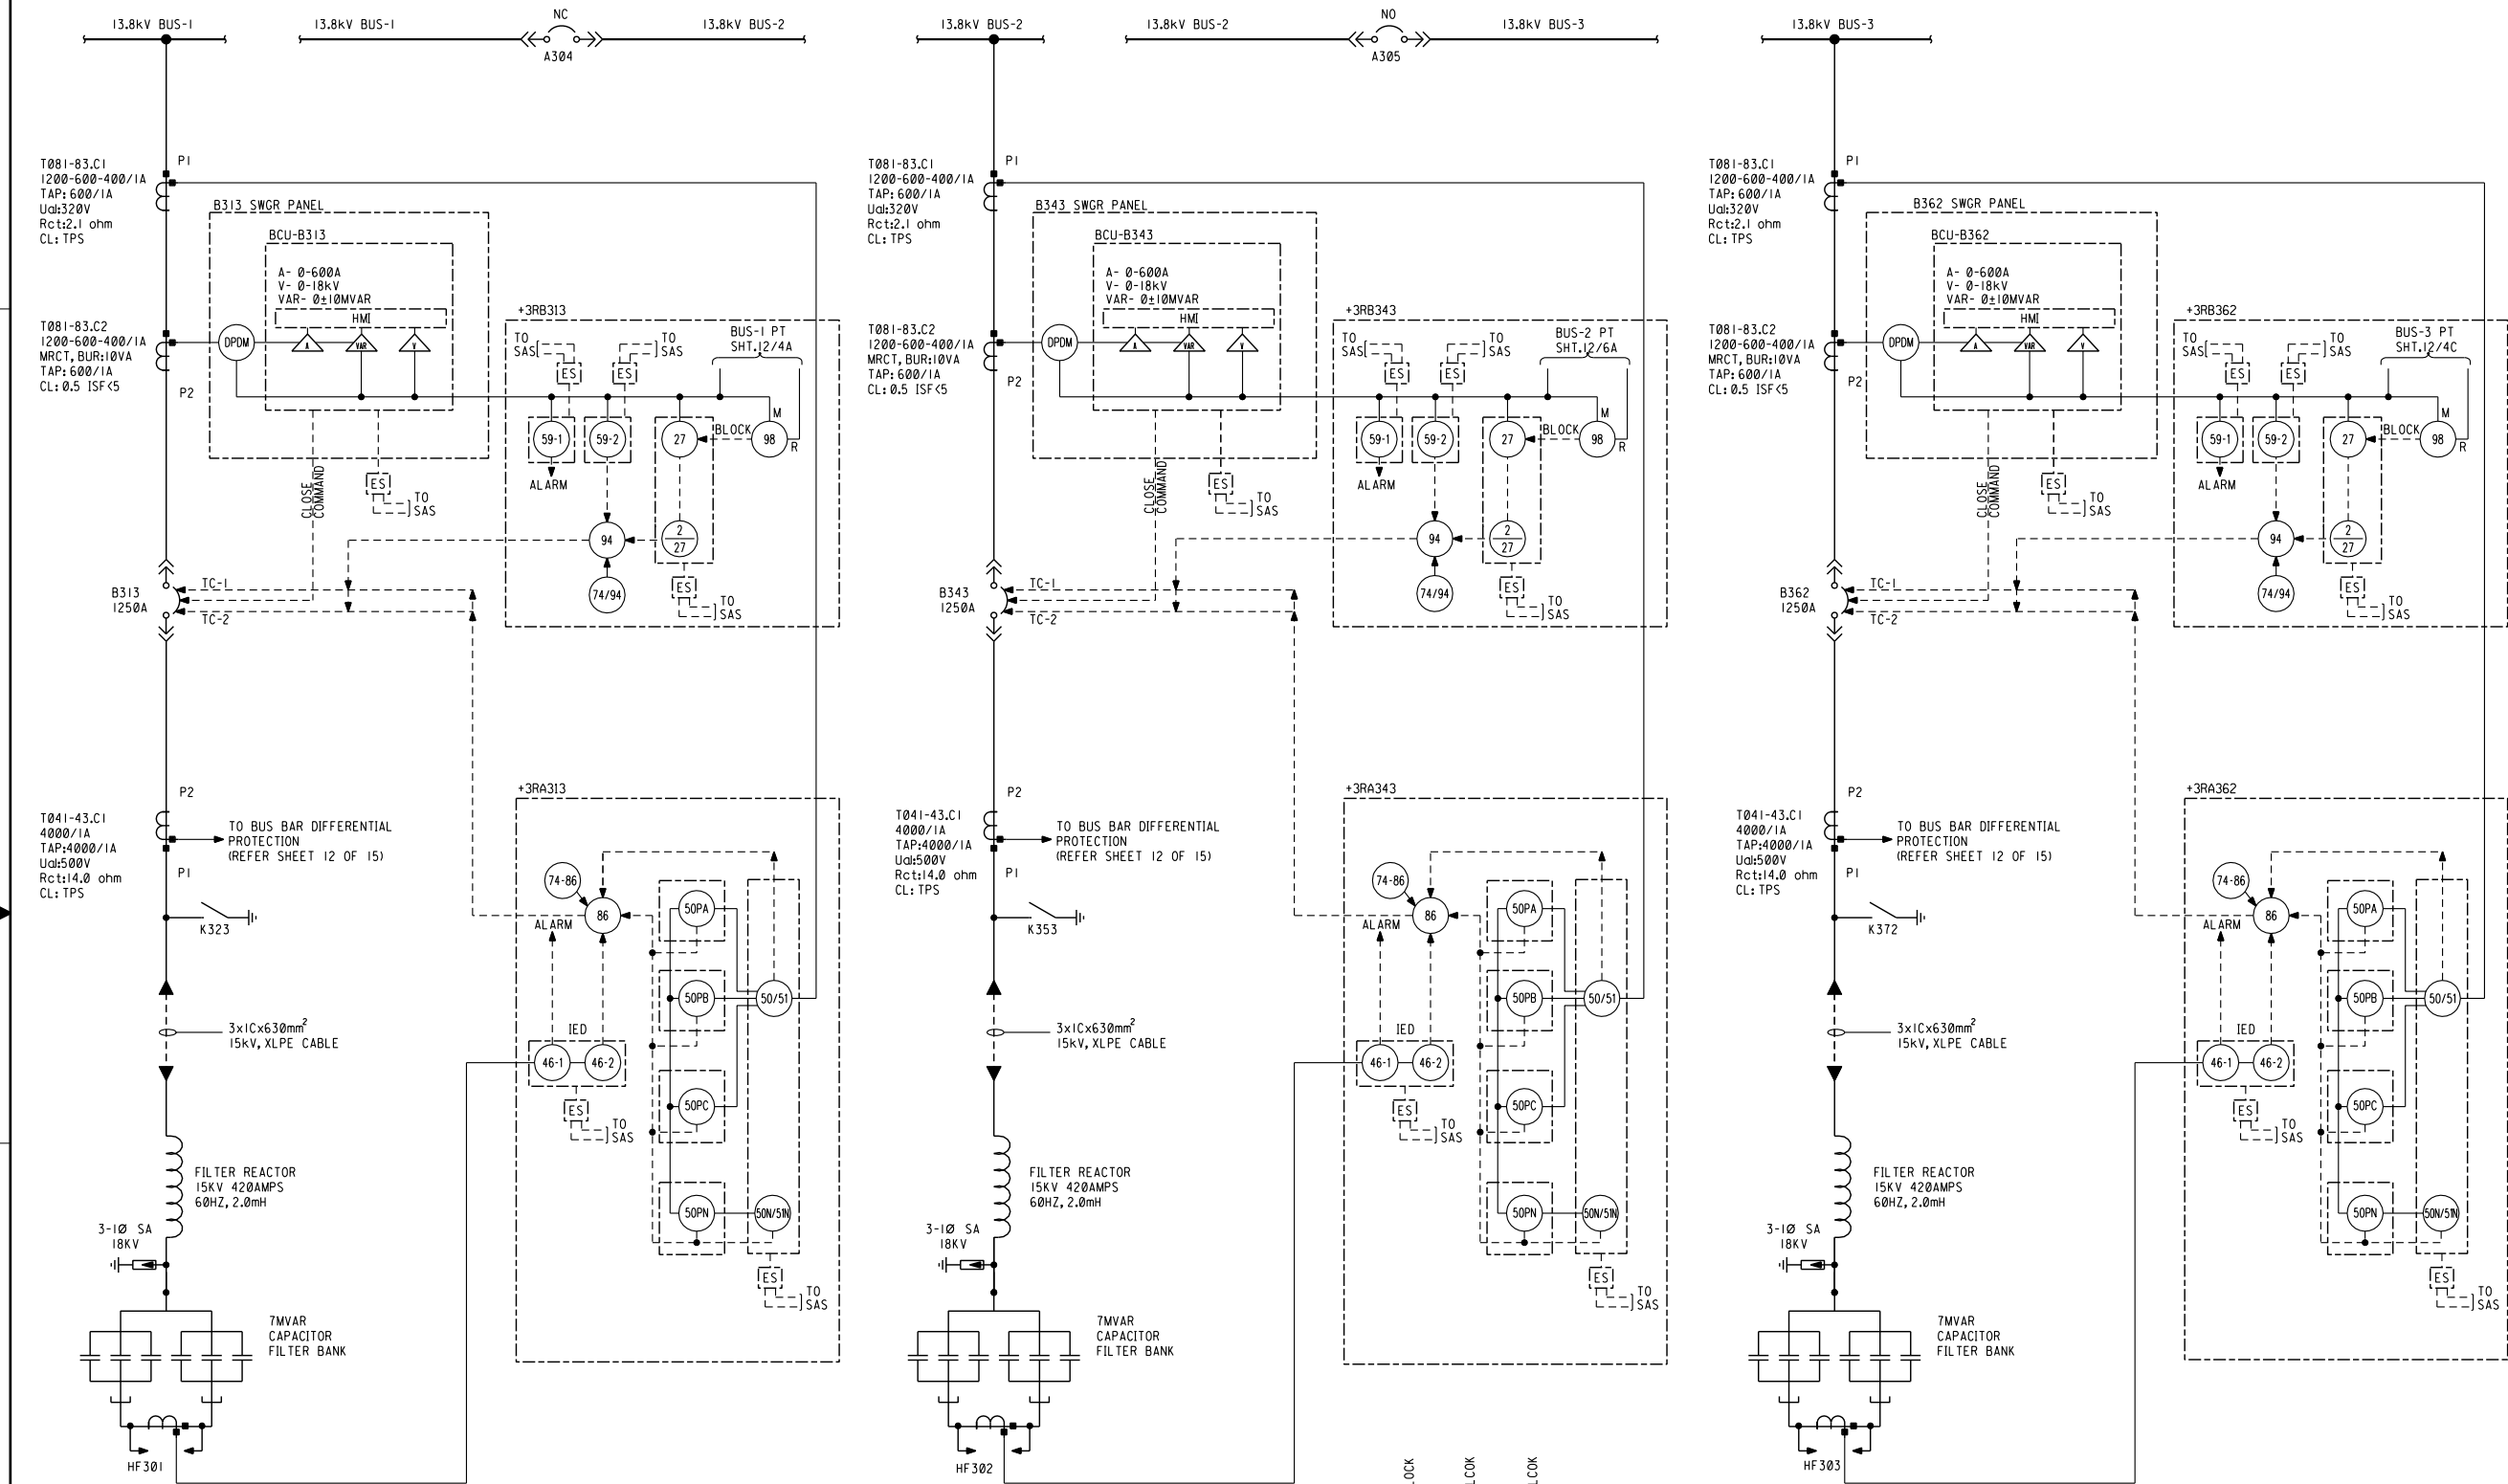 13.8kV BUS-1
13.8kV BUS-1
NC
A304
13.8kV BUS-2
13.8kV BUS-2
13.8kV BUS-2
NO
A305
13.8kV BUS-3
13.8kV BUS-3
T081-83.C1
1200-600-400/1A
TAP: 600/1A
Ual:320V
Rct:2.1 ohm
CL: TPS
P1
B313 SWGR PANEL
BCU-B313
A- 0-600A
V- 0-18kV
VAR- 0±10MVAR
HMI
DPDM
A
VAR
V
T081-83.C2
1200-600-400/1A
MRCT, BUR:10VA
TAP: 600/1A
CL: 0.5 ISF<5
P2
+3RB313
TO
SAS
ES
ES
TO
SAS
BUS-1 PT
SHT.12/4A
59-1
59-2
27
BLOCK
98
M
R
ALARM
CLOSE
COMMAND
ES
TO
SAS
94
2
27
74/94
ES
TO
SAS
B313
1250A
TC-1
TC-2
P2
T041-43.C1
4000/1A
TAP:4000/1A
Ual:500V
Rct:14.0 ohm
CL: TPS
TO BUS BAR DIFFERENTIAL
PROTECTION
(REFER SHEET 12 OF 15)
P1
K323
3x1Cx630mm²
15kV, XLPE CABLE
+3RA313
74-86
86
ALARM
50PA
50PB
50/51
IED
46-1
46-2
ES
TO
SAS
50PC
50PN
50N/51N
ES
TO
SAS
FILTER REACTOR
15KV 420AMPS
60HZ, 2.0mH
3-1Ø SA
18KV
7MVAR
CAPACITOR
FILTER BANK
HF301
T081-83.C1
1200-600-400/1A
TAP: 600/1A
Ual:320V
Rct:2.1 ohm
CL: TPS
P1
B343 SWGR PANEL
BCU-B343
A- 0-600A
V- 0-18kV
VAR- 0±10MVAR
HMI
DPDM
A
VAR
V
T081-83.C2
1200-600-400/1A
MRCT, BUR:10VA
TAP: 600/1A
CL: 0.5 ISF<5
P2
+3RB343
TO
SAS
ES
ES
TO
SAS
BUS-2 PT
SHT.12/6A
59-1
59-2
27
BLOCK
98
M
R
ALARM
CLOSE
COMMAND
ES
TO
SAS
94
2
27
74/94
ES
TO
SAS
B343
1250A
TC-1
TC-2
P2
T041-43.C1
4000/1A
TAP:4000/1A
Ual:500V
Rct:14.0 ohm
CL: TPS
TO BUS BAR DIFFERENTIAL
PROTECTION
(REFER SHEET 12 OF 15)
P1
K353
3x1Cx630mm²
15kV, XLPE CABLE
+3RA343
74-86
86
ALARM
50PA
50PB
50/51
IED
46-1
46-2
ES
TO
SAS
50PC
50PN
50N/51N
ES
TO
SAS
FILTER REACTOR
15KV 420AMPS
60HZ, 2.0mH
3-1Ø SA
18KV
7MVAR
CAPACITOR
FILTER BANK
HF302
T081-83.C1
1200-600-400/1A
TAP: 600/1A
Ual:320V
Rct:2.1 ohm
CL: TPS
P1
B362 SWGR PANEL
BCU-B362
A- 0-600A
V- 0-18kV
VAR- 0±10MVAR
HMI
DPDM
A
VAR
V
T081-83.C2
1200-600-400/1A
MRCT, BUR:10VA
TAP: 600/1A
CL: 0.5 ISF<5
P2
+3RB362
TO
SAS
ES
ES
TO
SAS
BUS-3 PT
SHT.12/4C
59-1
59-2
27
BLOCK
98
M
R
ALARM
CLOSE
COMMAND
ES
TO
SAS
94
2
27
74/94
ES
TO
SAS
B362
1250A
TC-1
TC-2
P2
T041-43.C1
4000/1A
TAP:4000/1A
Ual:500V
Rct:14.0 ohm
CL: TPS
TO BUS BAR DIFFERENTIAL
PROTECTION
(REFER SHEET 12 OF 15)
P1
K372
3x1Cx630mm²
15kV, XLPE CABLE
+3RA362
74-86
86
ALARM
50PA
50PB
50/51
IED
46-1
46-2
ES
TO
SAS
50PC
50PN
50N/51N
ES
TO
SAS
FILTER REACTOR
15KV 420AMPS
60HZ, 2.0mH
3-1Ø SA
18KV
7MVAR
CAPACITOR
FILTER BANK
HF303